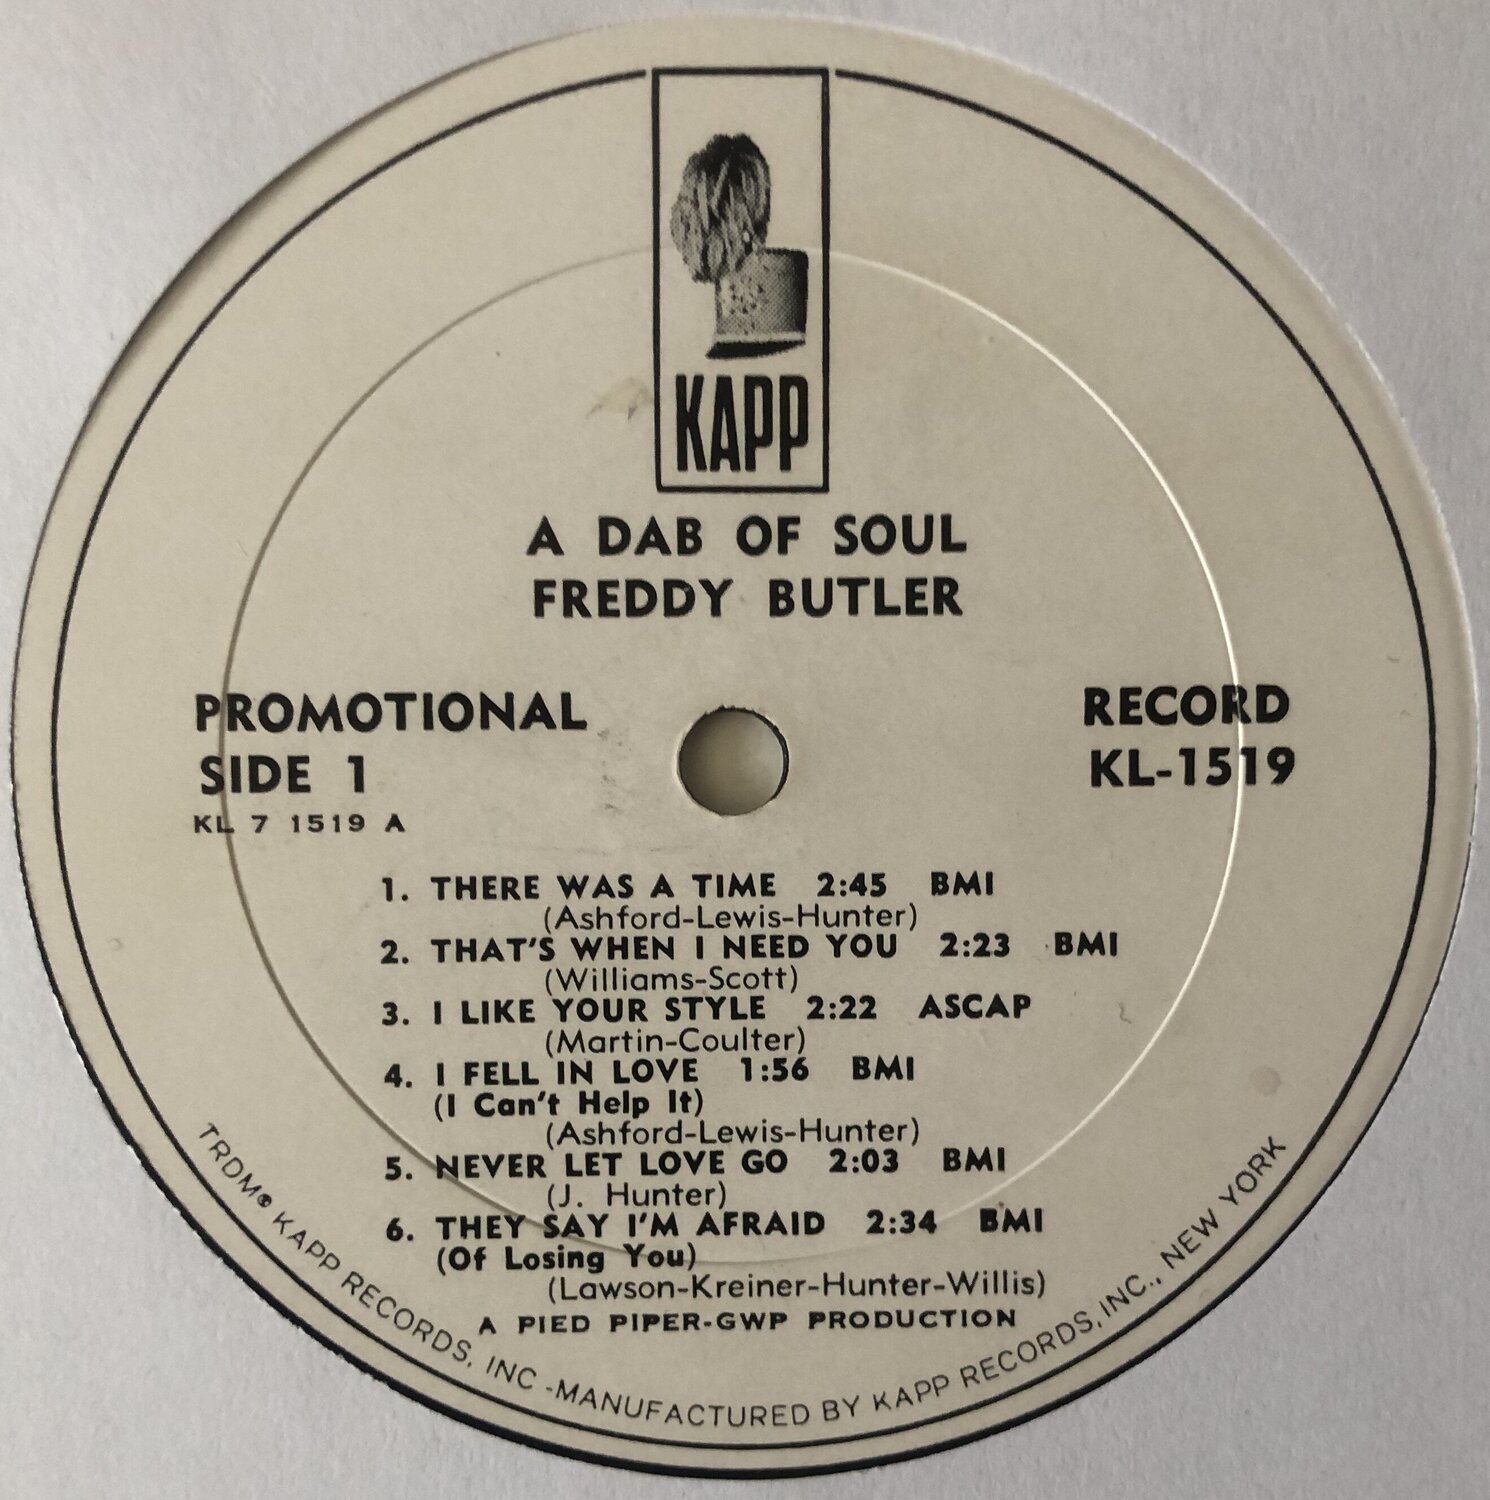 KAPP
A DAB OF SOUL
FREDDY BUTLER
PROMOTIONAL
SIDE 1
KL 7 1519 A
RECORD
KL-1519
1. THERE WAS A TIME 2:45 BMI
(Ashford-Lewis-Hunter)
2. THAT'S WHEN I NEED YOU 2:23 BMI
(Williams-Scott)
3. I LIKE YOUR STYLE 2:22 ASCAP
(Martin-Coulter)
4. I FELL IN LOVE 1:56 BMI
(I Can't Help It)
(Ashford-Lewis-Hunter)
5. NEVER LET LOVE GO 2:03 BMI
(J. Hunter)
6. THEY SAY I'M AFRAID 2:34 BMI
(Of Losing You)
(Lawson-Kreiner-Hunter-Willis)
A PIED PIPER-GWP PRODUCTION
TRDM® KAPP RECORDS, INC -MANUFACTURED BY KAPP RECORDS, INC., NEW YORK